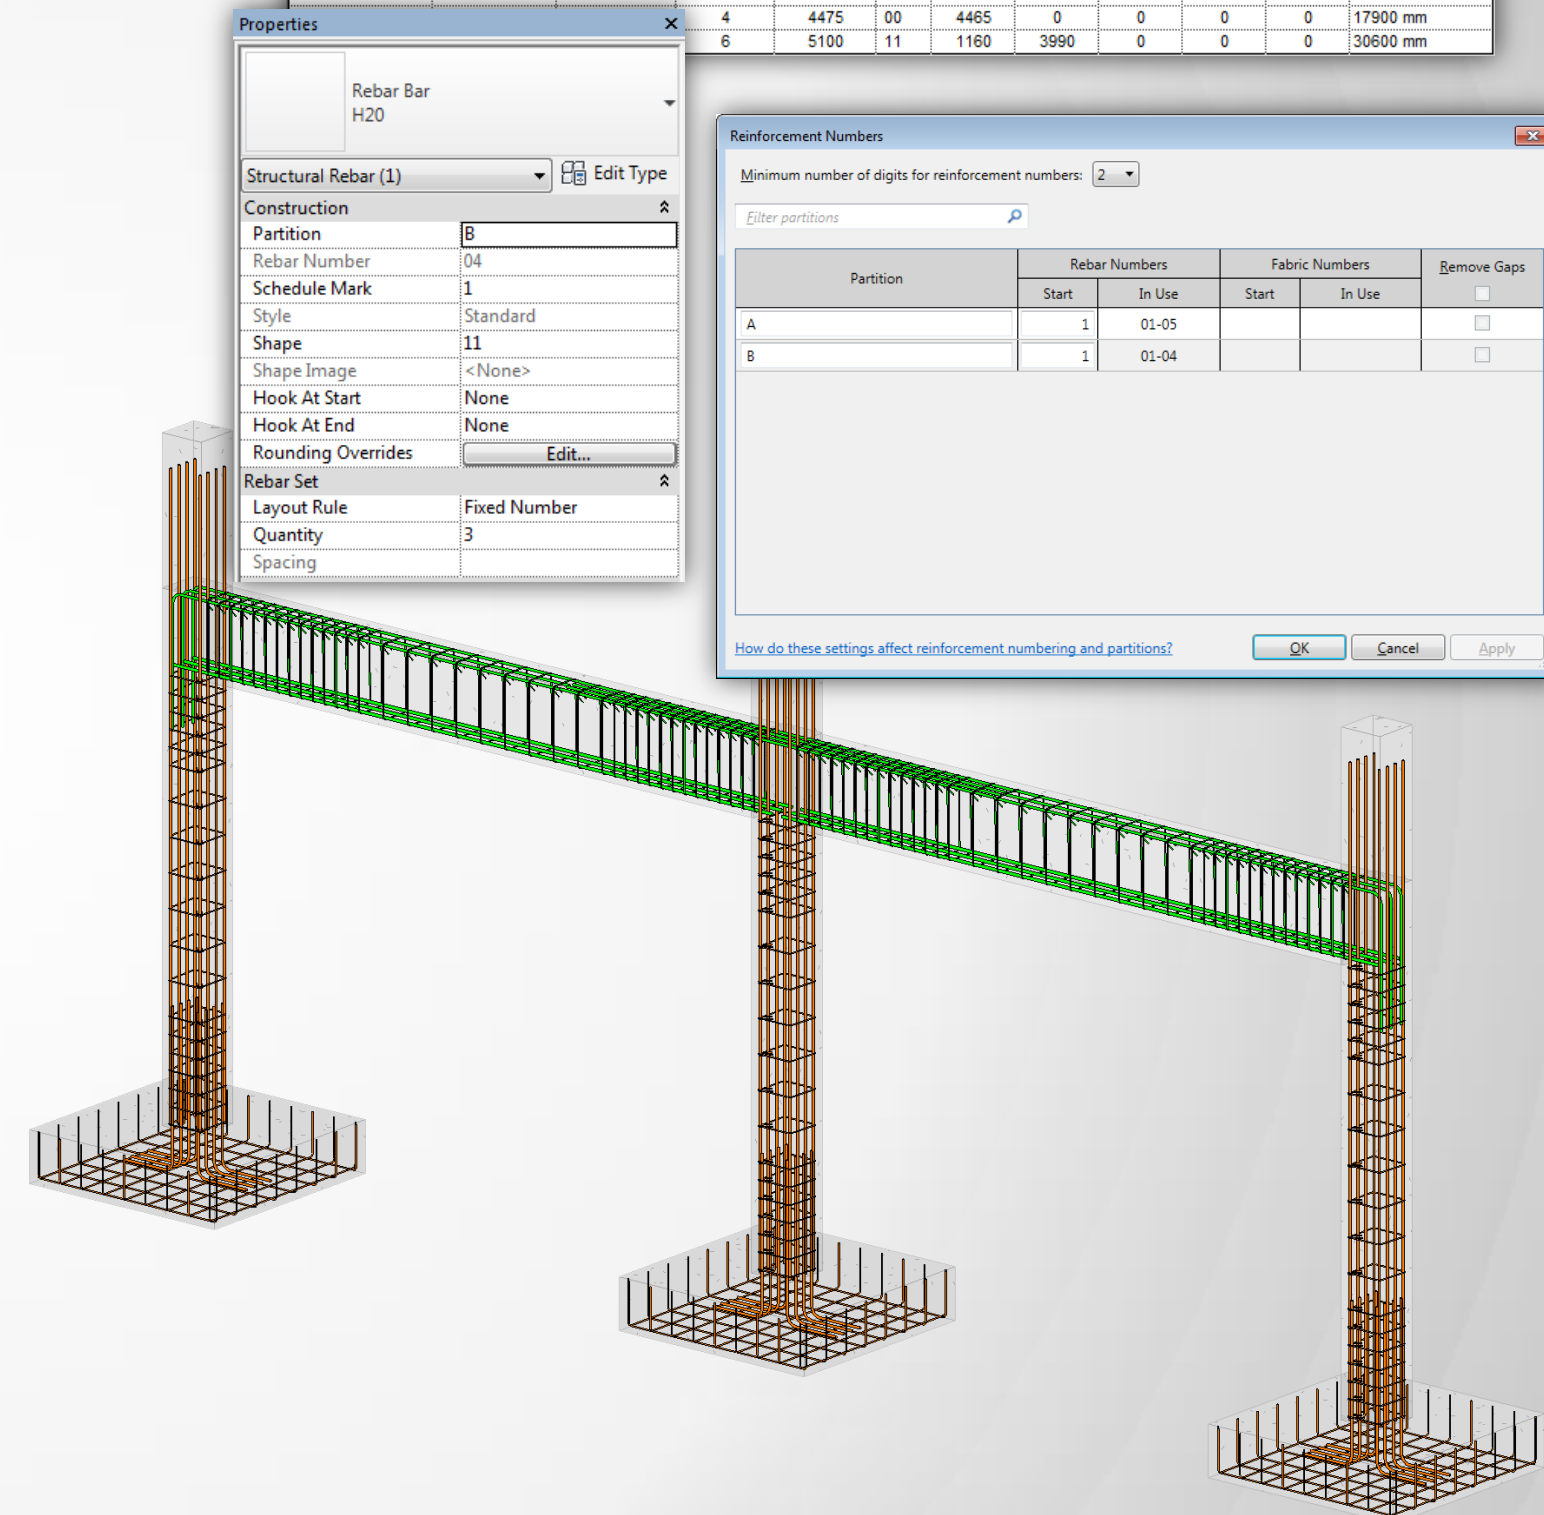 4 4475 00 4465 0 0 0 0 17900 mm
6 5100 11 1160 3990 0 0 0 30600 mm
Properties
Rebar Bar
H20
Structural Rebar (1) Edit Type
Construction
Partition B
Rebar Number 04
Schedule Mark 1
Style Standard
Shape 11
Shape Image <None>
Hook At Start None
Hook At End None
Rounding Overrides Edit...
Rebar Set
Layout Rule Fixed Number
Quantity 3
Spacing
Reinforcement Numbers
Minimum number of digits for reinforcement numbers: 2
Filter partitions
Partition Rebar Numbers Fabric Numbers Remove Gaps
Start In Use Start In Use
A 1 01-05
B 1 01-04
How do these settings affect reinforcement numbering and partitions? OK Cancel Apply